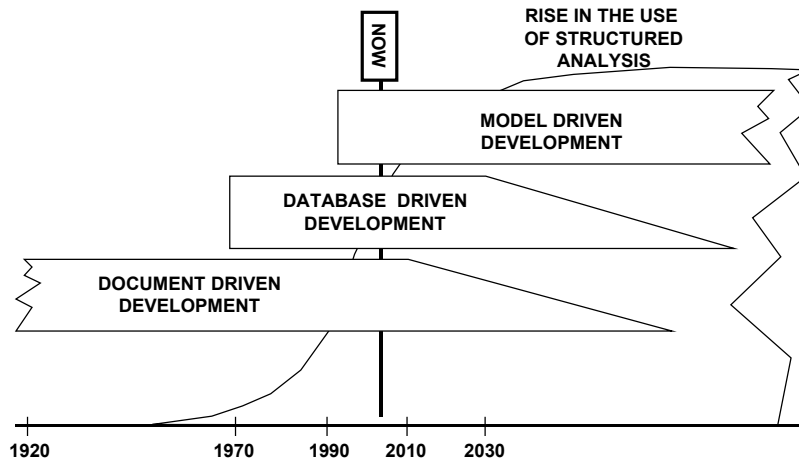 NOW
RISE IN THE USE
OF STRUCTURED
ANALYSIS
MODEL DRIVEN
DEVELOPMENT
DATABASE DRIVEN
DEVELOPMENT
DOCUMENT DRIVEN
DEVELOPMENT
1920 1970 1990 2010 2030